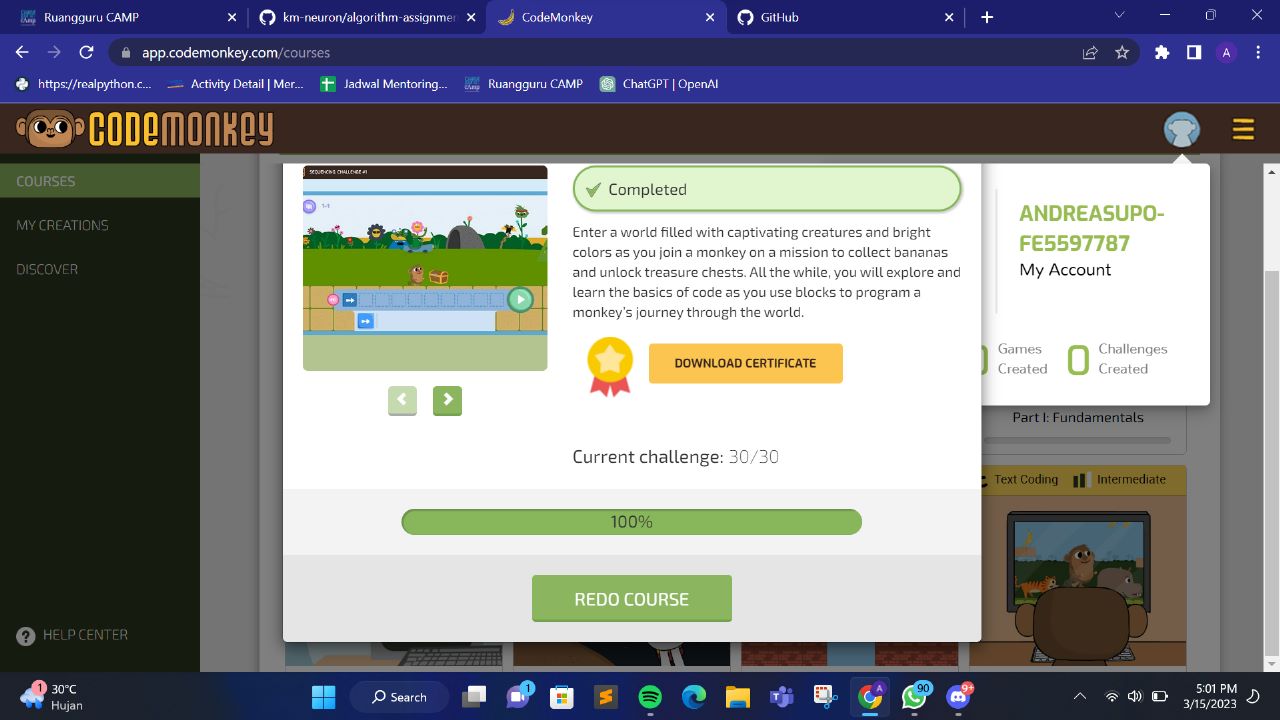 Ruangguru CAMP
km-neuron/algorithm-assignmen
CodeMonkey
GitHub
app.codemonkey.com/courses
A
https://realpython.c...
Activity Detail | Mer...
Jadwal Mentoring...
Ruangguru CAMP
ChatGPT | OpenAI
CODEMONKEY
COURSES
MY CREATIONS
DISCOVER
HELP CENTER
SEQUENCING CHALLENGE #1
1-1
Completed
Enter a world filled with captivating creatures and bright
colors as you join a monkey on a mission to collect bananas
and unlock treasure chests. All the while, you will explore and
learn the basics of code as you use blocks to program a
monkey's journey through the world.
DOWNLOAD CERTIFICATE
Current challenge: 30/30
100%
REDO COURSE
ANDREASUPO-
FE5597787
My Account
Games
Created
0 Challenges
Created
Part I: Fundamentals
Text Coding
Intermediate
1
30°C
Hujan
Search
1
A
90
9+
5:01 PM
3/15/2023